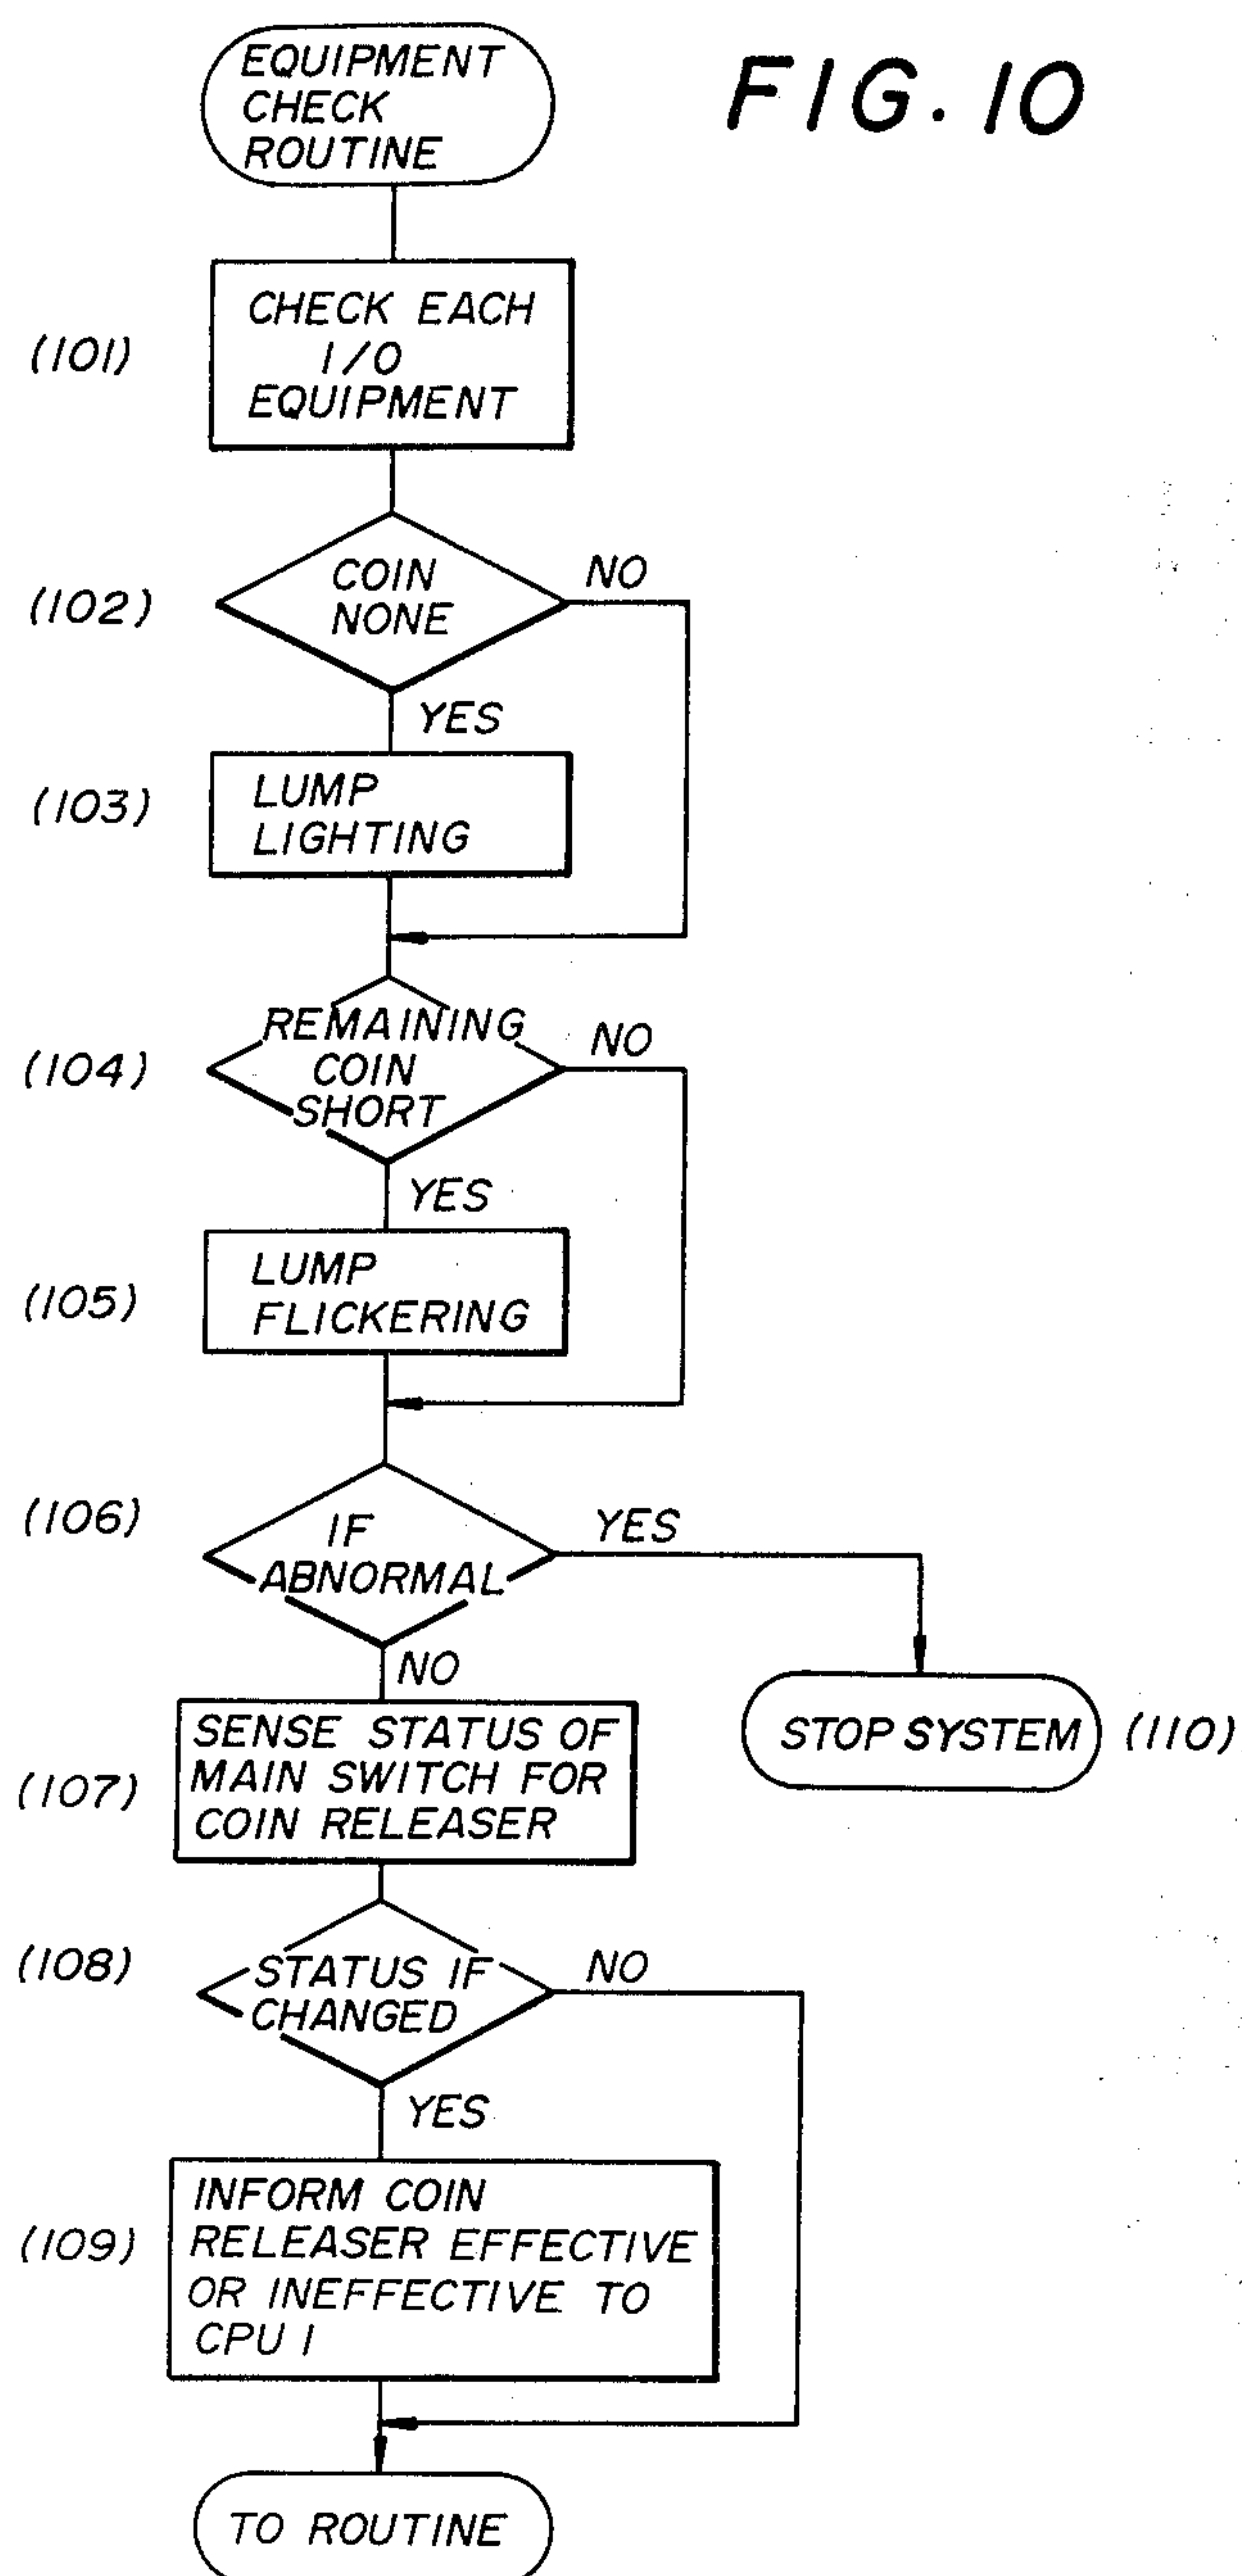 EQUIPMENT
CHECK
ROUTINE
FIG. 10
(101)
CHECK EACH
I/O
EQUIPMENT
(102)
COIN
NONE
NO
YES
(103)
LUMP
LIGHTING
(104)
REMAINING
COIN
SHORT
NO
YES
(105)
LUMP
FLICKERING
(106)
IF
ABNORMAL
YES
NO
(107)
SENSE STATUS OF
MAIN SWITCH FOR
COIN RELEASER
STOP SYSTEM (110)
(108)
STATUS IF
CHANGED
NO
YES
(109)
INFORM COIN
RELEASER EFFECTIVE
OR INEFFECTIVE TO
CPU 1
TO ROUTINE